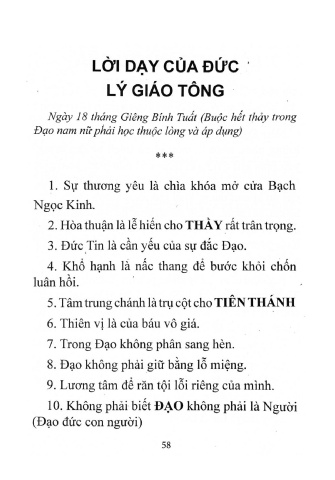 LỜI DẠY CỦA ĐỨC
LÝ GIÁO TÔNG
Ngày 18 tháng Giêng Bính Tuất (Buộc hết thảy trong
Đạo nam nữ phải học thuộc lòng và áp dụng)
***
1. Sự thương yêu là chìa khóa mở cửa Bạch
Ngọc Kinh.
2. Hòa thuận là lễ hiến cho THẦY rất trân trọng.
3. Đức Tin là cần yếu của sự đắc Đạo.
4. Khổ hạnh là nấc thang để bước khỏi chốn
luân hồi.
5. Tâm trung chánh là trụ cột cho TIÊN THÁNH
6. Thiên vị là của báu vô giá.
7. Trong Đạo không phân sang hèn.
8. Đạo không phải giữ bằng lỗ miệng.
9. Lương tâm để răn tội lỗi riêng của mình.
10. Không phải biết ĐẠO không phải là Người
(Đạo đức con người)
58